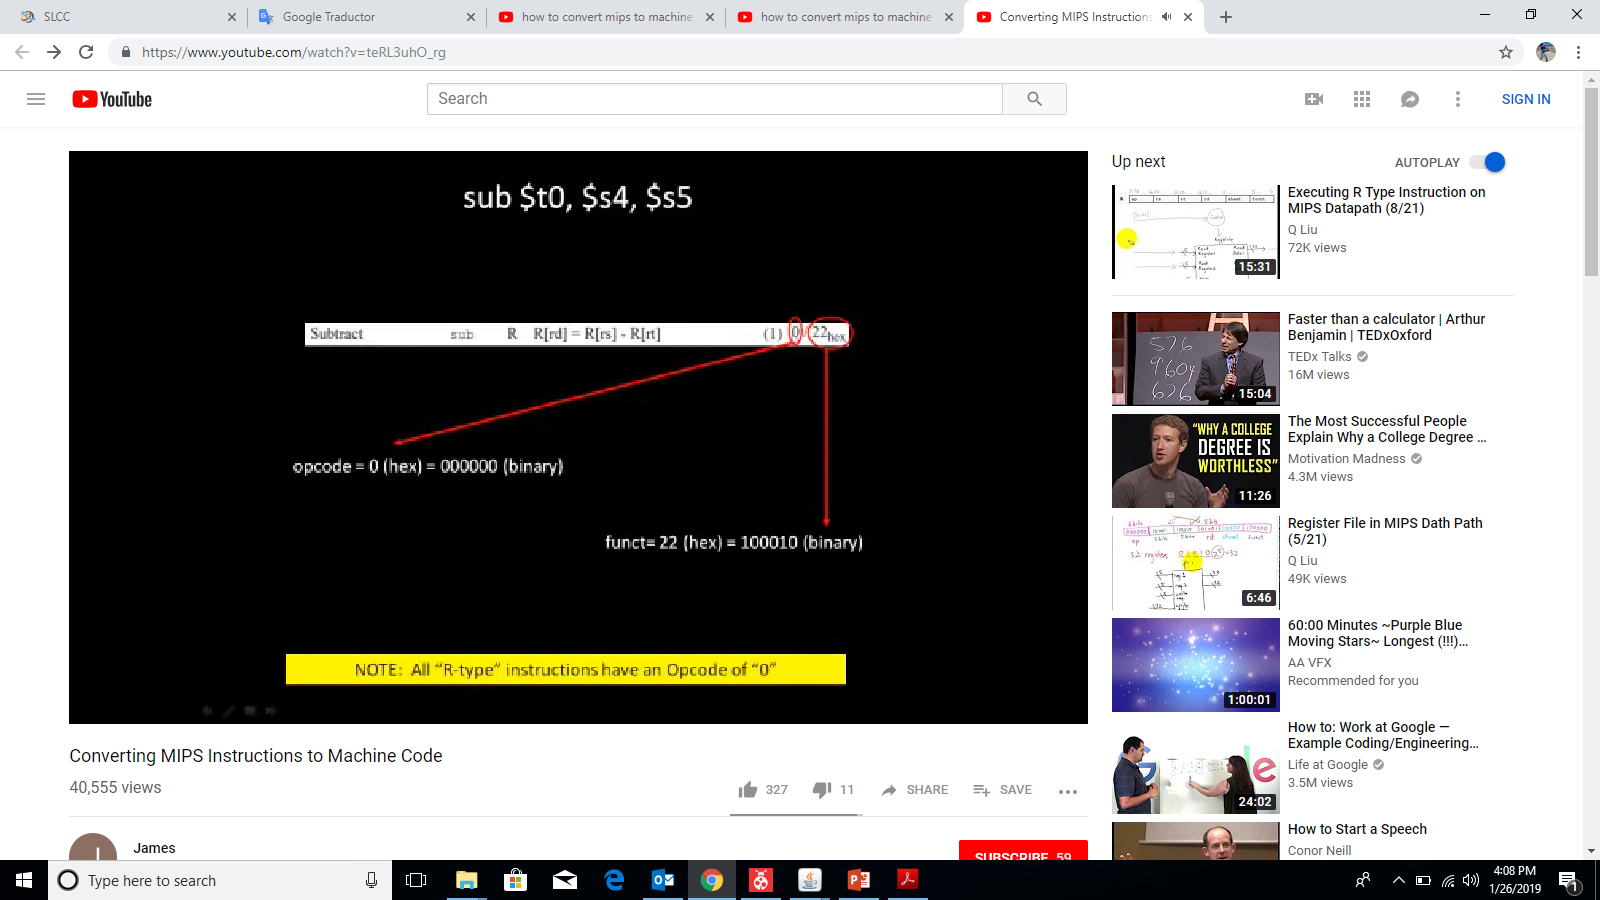 SLCC
Google Traductor
how to convert mips to machine
how to convert mips to machine
Converting MIPS Instructions
https://www.youtube.com/watch?v=teRL3uhO_rg
YouTube
Search
SIGN IN
sub $t0, $s4, $s5
Subtract sub R R[rd] = R[rs] - R[rt] (1) 0/ 22hex
opcode = 0 (hex) = 000000 (binary)
funct= 22 (hex) = 100010 (binary)
NOTE: All “R-type” instructions have an Opcode of “0”
Converting MIPS Instructions to Machine Code
40,555 views
327
11
SHARE
SAVE
James
SUBSCRIBE 59
Up next
AUTOPLAY
15:31
Executing R Type Instruction on
MIPS Datapath (8/21)
Q Liu
72K views
576
15:04
Faster than a calculator | Arthur
Benjamin | TEDxOxford
TEDx Talks
16M views
“WHY A COLLEGE
DEGREE IS
WORTHLESS”
11:26
The Most Successful People
Explain Why a College Degree ...
Motivation Madness
4.3M views
32 registers
6:46
Register File in MIPS Dath Path
(5/21)
Q Liu
49K views
1:00:01
60:00 Minutes ~Purple Blue
Moving Stars~ Longest (!!!)...
AA VFX
Recommended for you
24:02
How to: Work at Google —
Example Coding/Engineering...
Life at Google
3.5M views
How to Start a Speech
Conor Neill
Type here to search
4:08 PM
1/26/2019
1